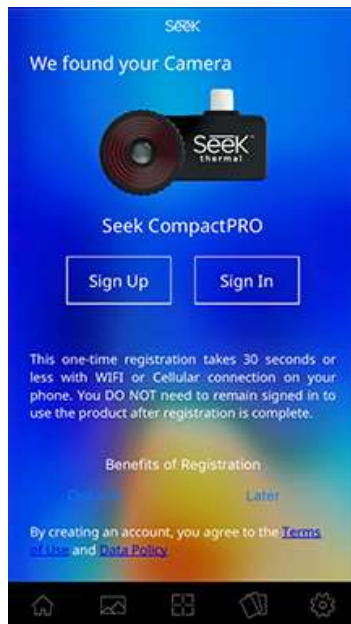 Seek
We found your Camera
Seek
thermal
Seek CompactPRO
Sign Up
Sign In
This one-time registration takes 30 seconds or
less with WIFI or Cellular connection on your
phone. You DO NOT need to remain signed in to
use the product after registration is complete.
Benefits of Registration
Later
By creating an account, you agree to the Terms
of Use and Data Policy